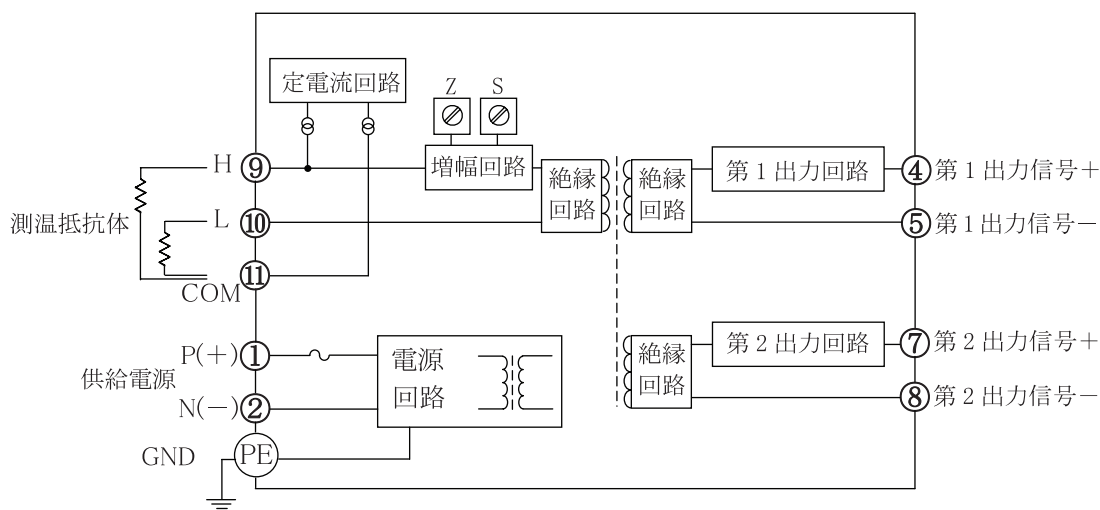 定電流回路
Z
S
H
⑨
増幅回路
絶縁
回路
絶縁
回路
第1出力回路
④
第1出力信号+
測温抵抗体
L
⑩
⑤
第1出力信号−
⑪
COM
P(+)
①
電源
回路
絶縁
回路
第2出力回路
⑦
第2出力信号+
供給電源
N(−)
②
⑧
第2出力信号−
GND
PE